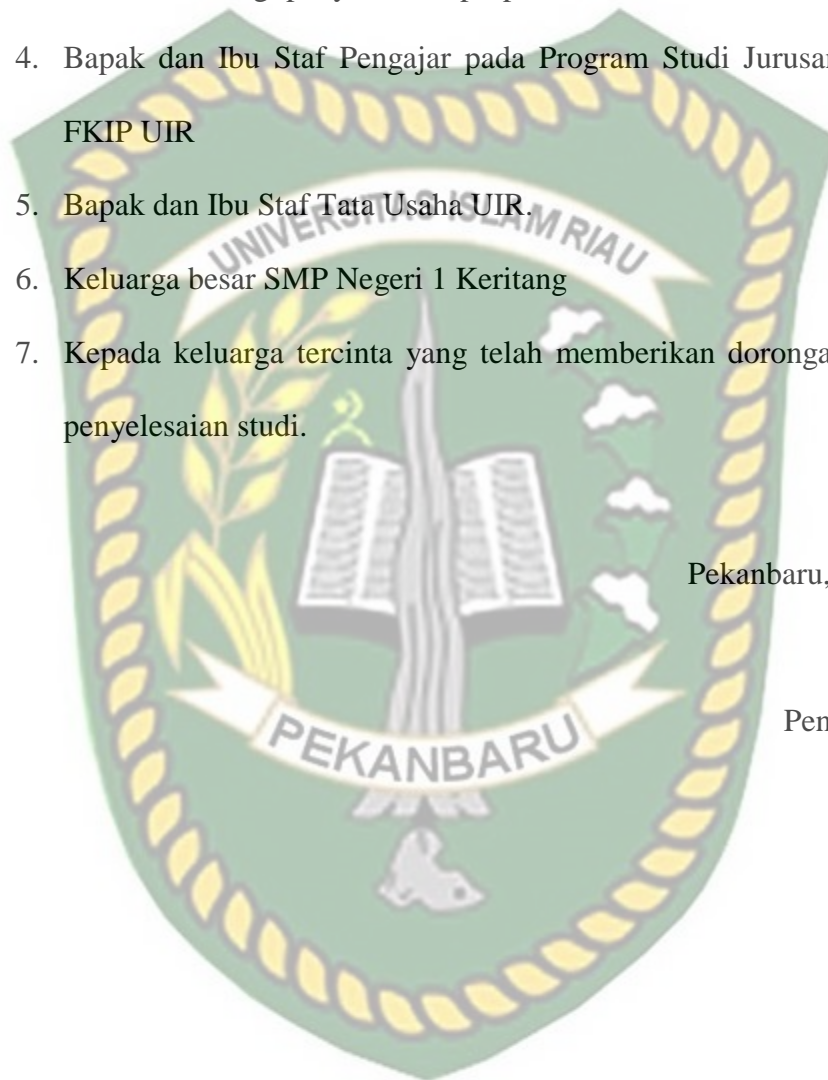 4. Bapak dan Ibu Staf Pengajar pada Program Studi Jurusan
FKIP UIR
5. Bapak dan Ibu Staf Tata Usaha UIR.
UNIVERSITAS ISLAM RIAU
6. Keluarga besar SMP Negeri 1 Keritang
7. Kepada keluarga tercinta yang telah memberikan
penyelesaian studi.
Pekanbaru,
PEKANBARU